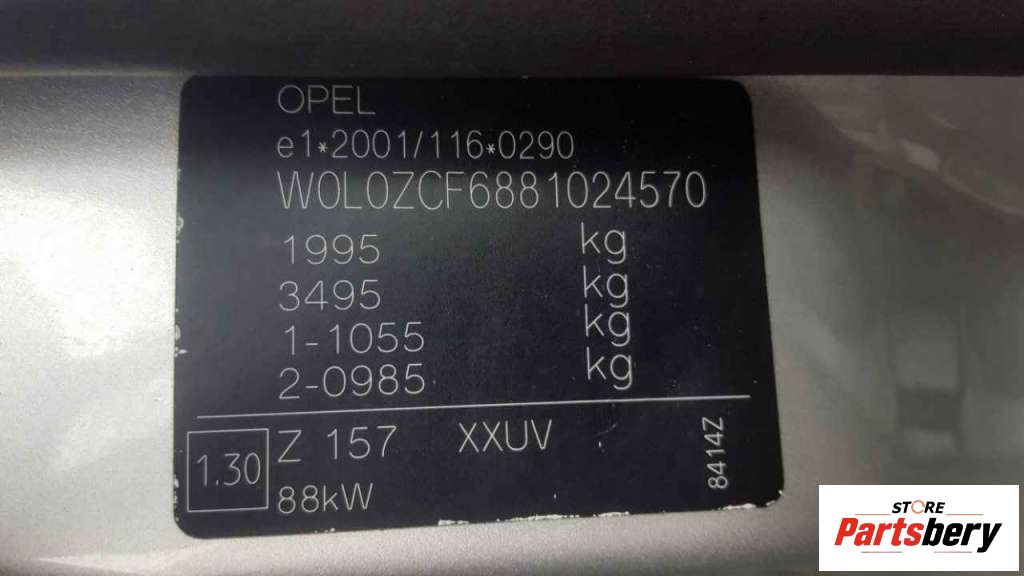 OPEL
e1*2001/116*0290
W0L0ZCF6881024570
1995 kg
3495 kg
1-1055 kg
2-0985 kg
1.30 Z 157 XXUV
88kW
8414Z
STORE
Partsbery